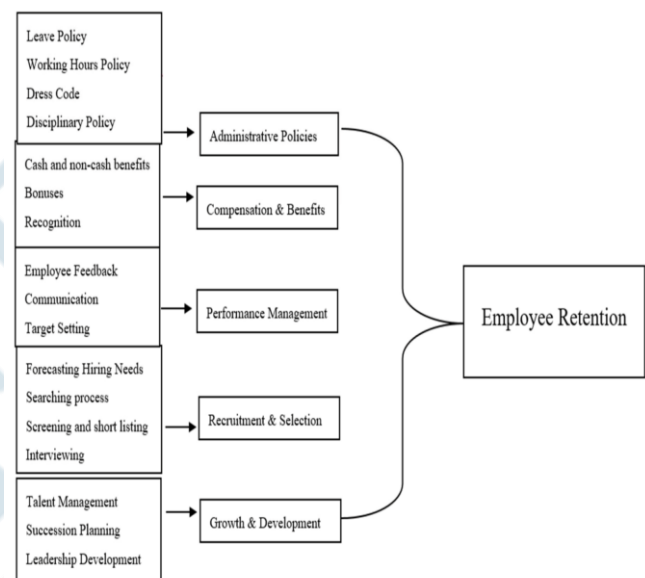 Leave Policy
Working Hours Policy
Dress Code
Disciplinary Policy
Administrative Policies
Cash and non-cash benefits
Bonuses
Recognition
Compensation & Benefits
Employee Feedback
Communication
Target Setting
Performance Management
Forecasting Hiring Needs
Searching process
Screening and short listing
Interviewing
Recruitment & Selection
Talent Management
Succession Planning
Leadership Development
Growth & Development
Employee Retention